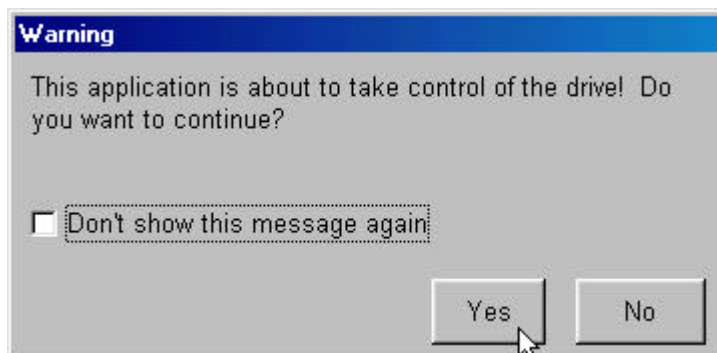 Warning
This application is about to take control of the drive!  Do
you want to continue?
Don't show this message again
Yes
No